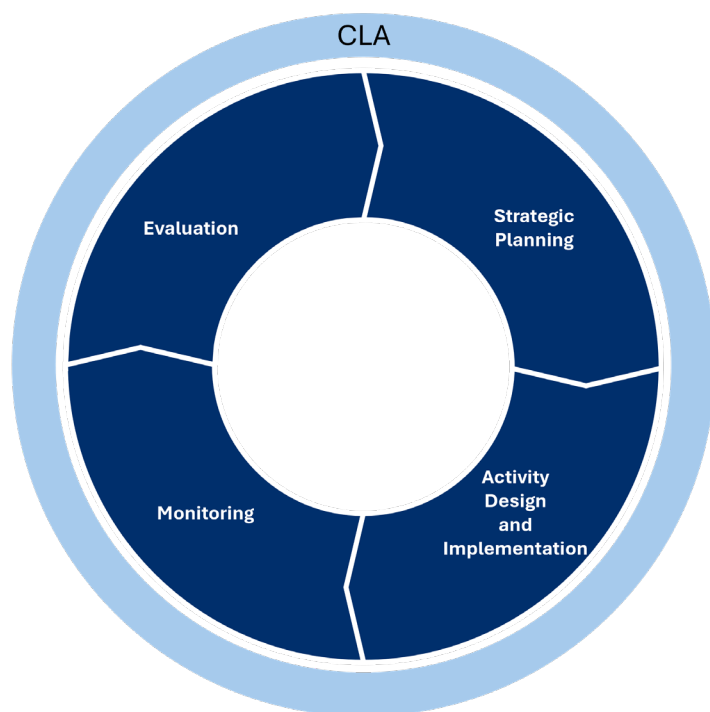 CLA
Evaluation
Strategic
Planning
Activity
Design
and
Implementation
Monitoring